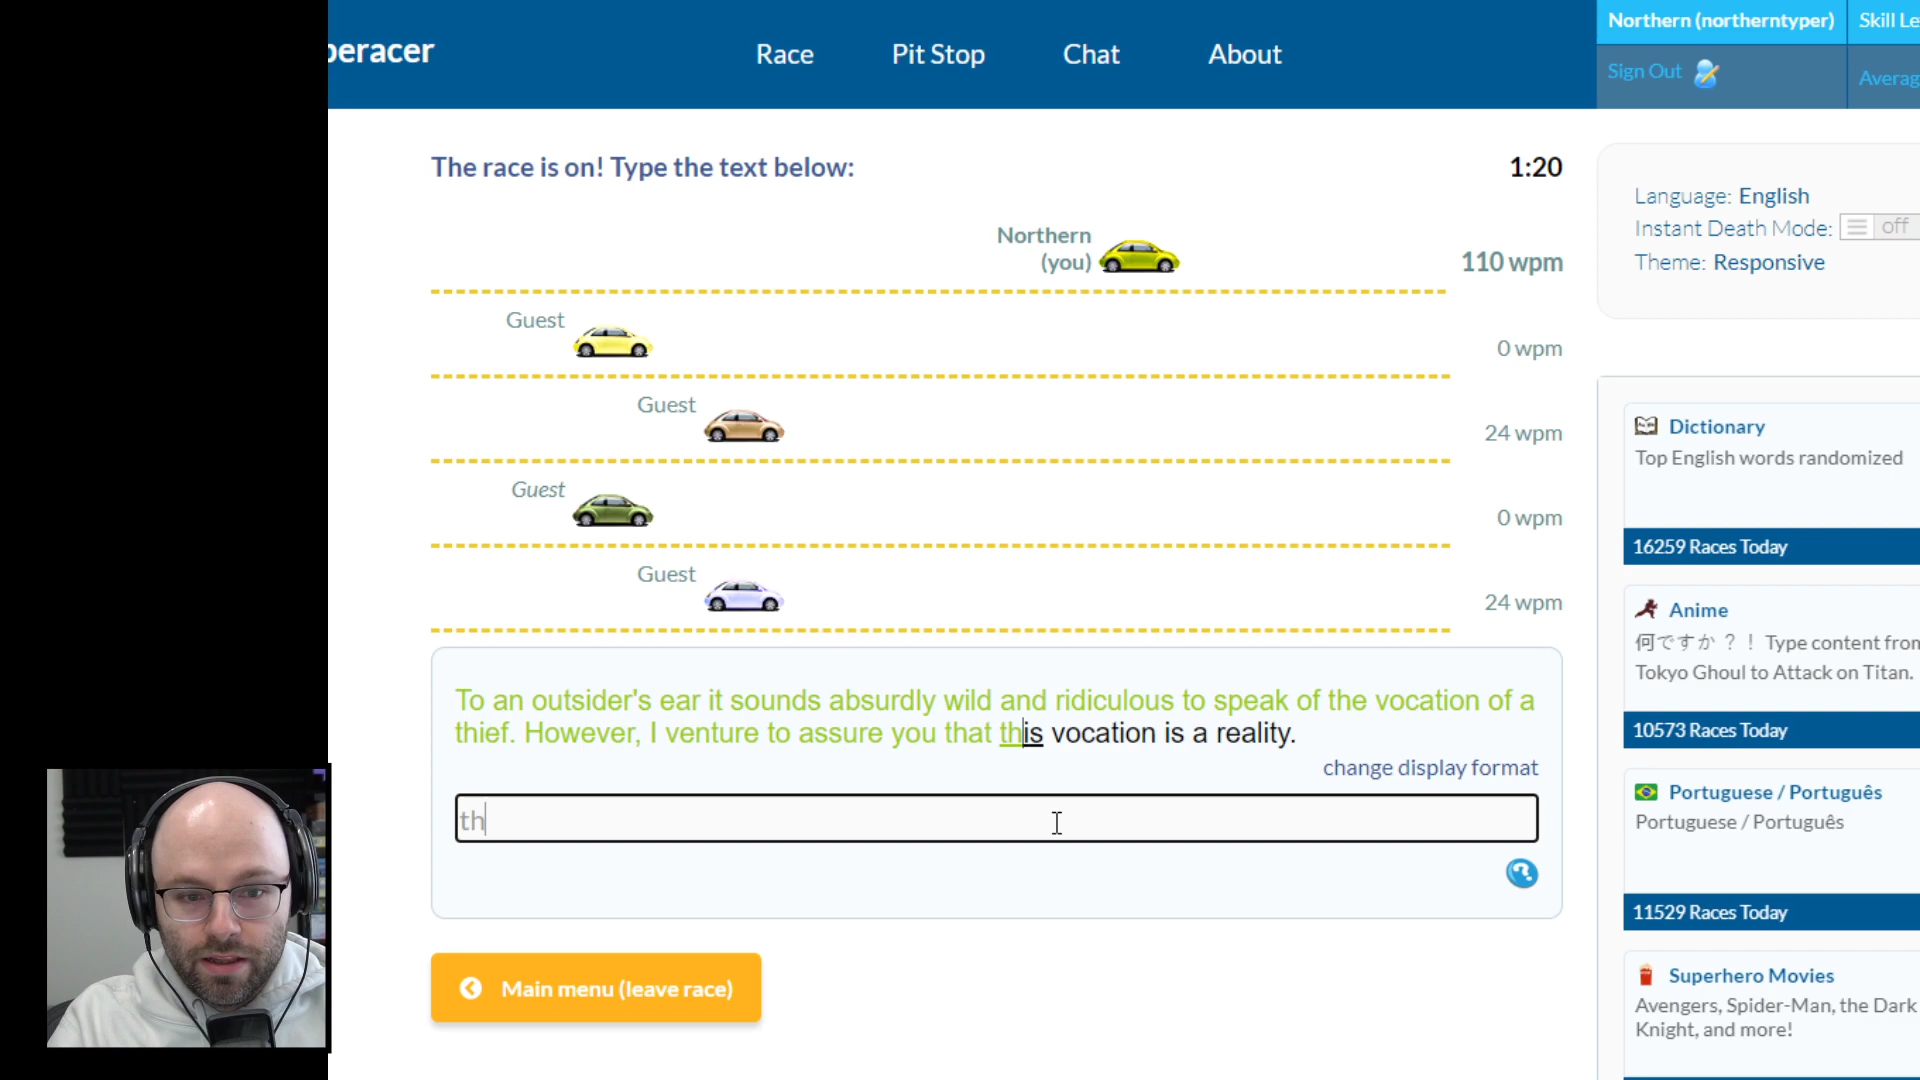 peracer
Race
Pit Stop
Chat
About
Northern (northerntyper)
Skill Le
Sign Out
Averag
The race is on! Type the text below:
1:20
Language: English
Instant Death Mode: off
Theme: Responsive
Northern
(you)
110 wpm
Guest
0 wpm
Guest
24 wpm
Guest
0 wpm
Guest
24 wpm
To an outsider's ear it sounds absurdly wild and ridiculous to speak of the vocation of a
thief. However, I venture to assure you that this vocation is a reality.
change display format
th
Main menu (leave race)
Dictionary
Top English words randomized
16259 Races Today
Anime
何ですか？！ Type content from
Tokyo Ghoul to Attack on Titan.
10573 Races Today
Portuguese / Português
Portuguese / Português
11529 Races Today
Superhero Movies
Avengers, Spider-Man, the Dark
Knight, and more!